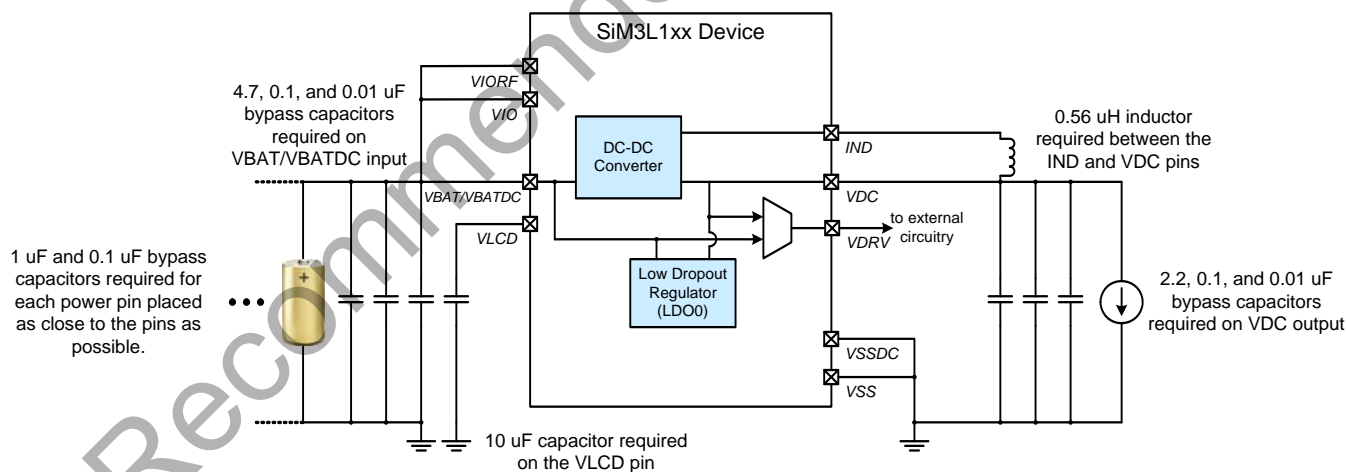 SiM3L1xx Device
VIORF
4.7, 0.1, and 0.01 uF
bypass capacitors
required on
VBAT/VBATDC input
VIO
DC-DC
Converter
IND
0.56 uH inductor
required between the
IND and VDC pins
VBAT/VBATDC
VDC
VLCD
VDRV
to external
circuitry
1 uF and 0.1 uF bypass
capacitors required for
each power pin placed
as close to the pins as
possible.
+
Low Dropout
Regulator
(LDO0)
2.2, 0.1, and 0.01 uF
bypass capacitors
required on VDC output
VSSDC
VSS
10 uF capacitor required
on the VLCD pin
Recommended